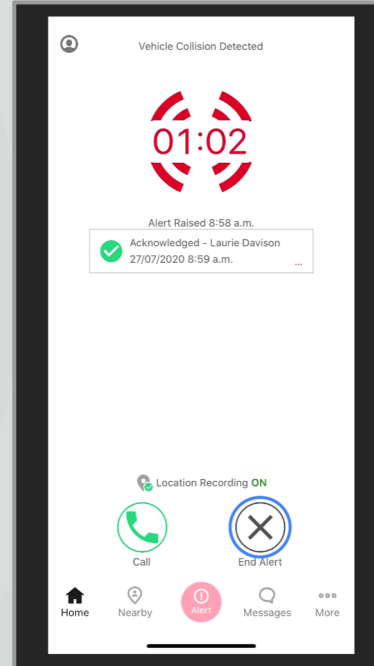 Vehicle Collision Detected
01:02
Alert Raised 8:58 a.m.
Acknowledged - Laurie Davison
27/07/2020 8:59 a.m.
...
Location Recording ON
Call End Alert
Home Nearby Alert Messages More